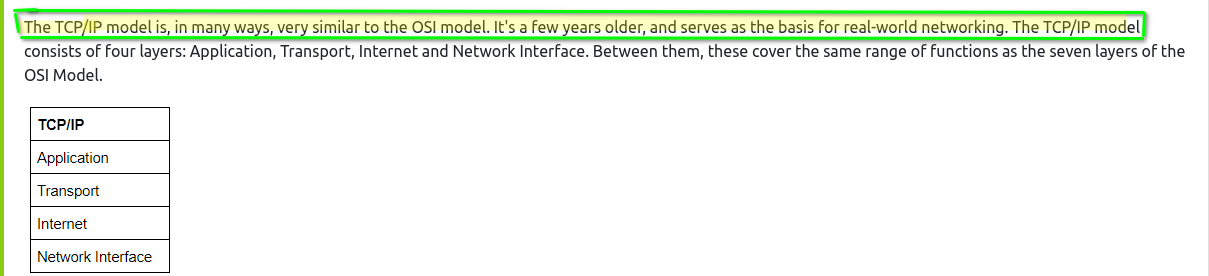 The TCP/IP model is, in many ways, very similar to the OSI model. It's a few years older, and serves as the basis for real-world networking. The TCP/IP model
consists of four layers: Application, Transport, Internet and Network Interface. Between them, these cover the same range of functions as the seven layers of the
OSI Model.
TCP/IP
Application
Transport
Internet
Network Interface